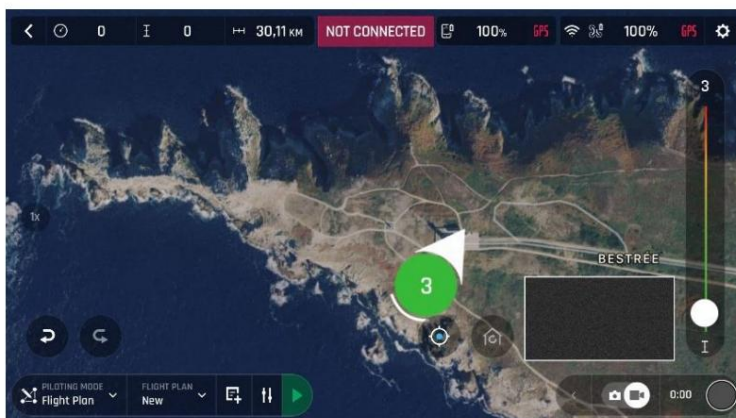 0 0 30,11 KM NOT CONNECTED 100% GPS 100% GPS
3
1x
BESTRÉE
3
PILOTING MODE FLIGHT PLAN
Flight Plan New
0:00